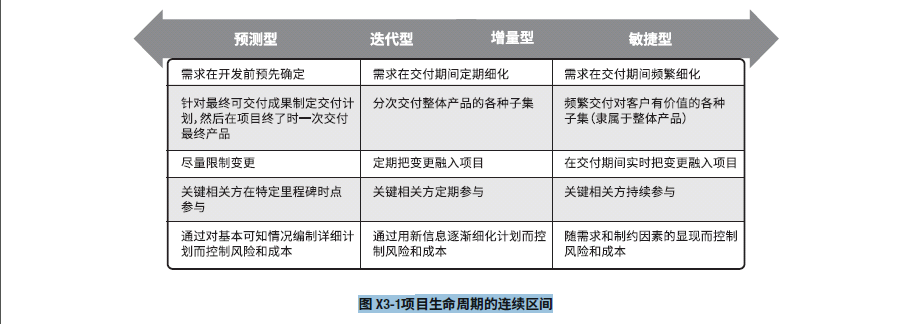 预测型 迭代型 增量型 敏捷型
需求在开发前预先确定 需求在交付期间定期细化 需求在交付期间频繁细化
针对最终可交付成果制定交付计 分次交付整体产品的各种子集 频繁交付对客户有价值的各种
划，然后在项目终了时一次交付 子集（隶属于整体产品）
最终产品
尽量限制变更 定期把变更融入项目 在交付期间实时把变更融入项目
关键相关方在特定里程碑时点 关键相关方定期参与 关键相关方持续参与
参与
通过对基本可知情况编制详细计 通过用新信息逐渐细化计划而控 随需求和制约因素的显现而控制
划而控制风险和成本 制风险和成本 风险和成本
图 X3-1项目生命周期的连续区间